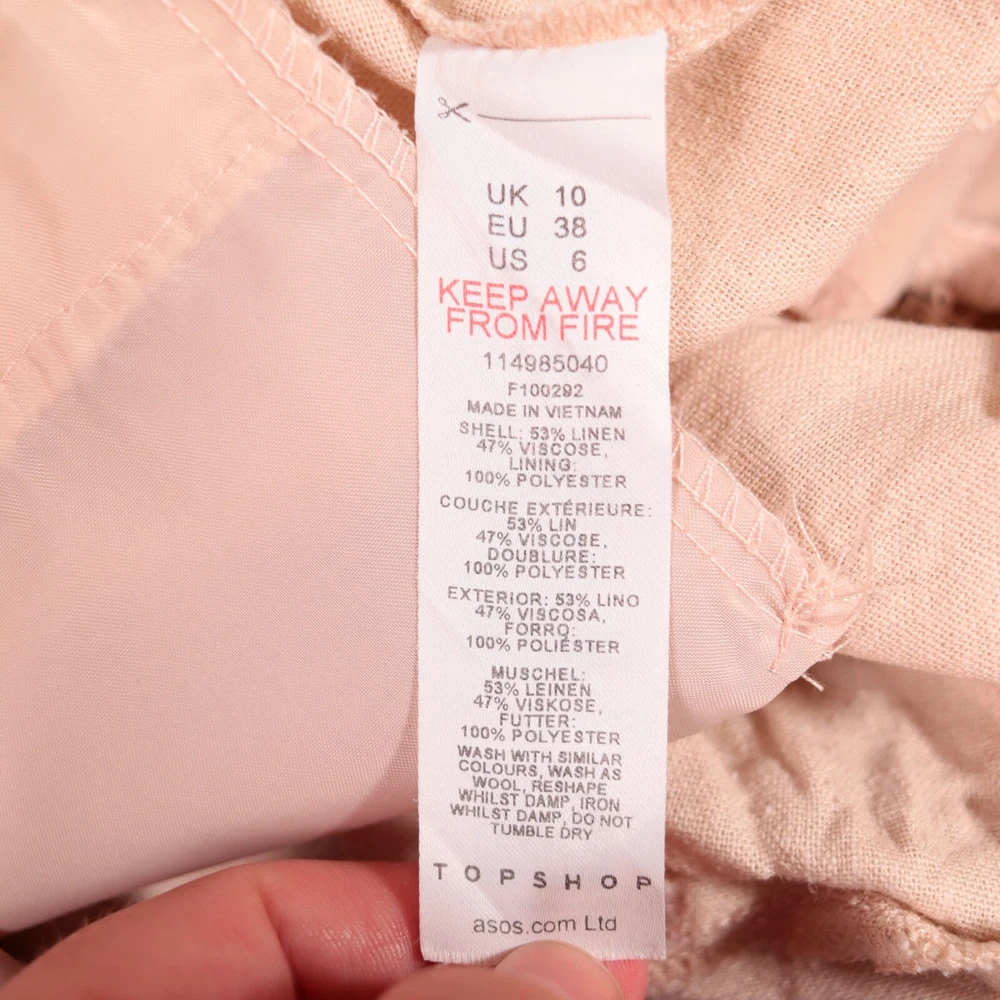 UK 10
EU 38
US 6
KEEP AWAY
FROM FIRE
114985040
F100292
MADE IN VIETNAM
SHELL: 53% LINEN
47% VISCOSE,
LINING:
100% POLYESTER
COUCHE EXTÉRIEURE:
53% LIN
47% VISCOSE,
DOUBLURE:
100% POLYESTER
EXTERIOR: 53% LINO
47% VISCOSA,
FORRO:
100% POLIÉSTER
MUSCHEL:
53% LEINEN
47% VISKOSE,
FUTTER:
100% POLYESTER
WASH WITH SIMILAR
COLOURS, WASH AS
WOOL, RESHAPE
WHILST DAMP, IRON
WHILST DAMP, DO NOT
TUMBLE DRY
TOPSHOP
asos.com Ltd